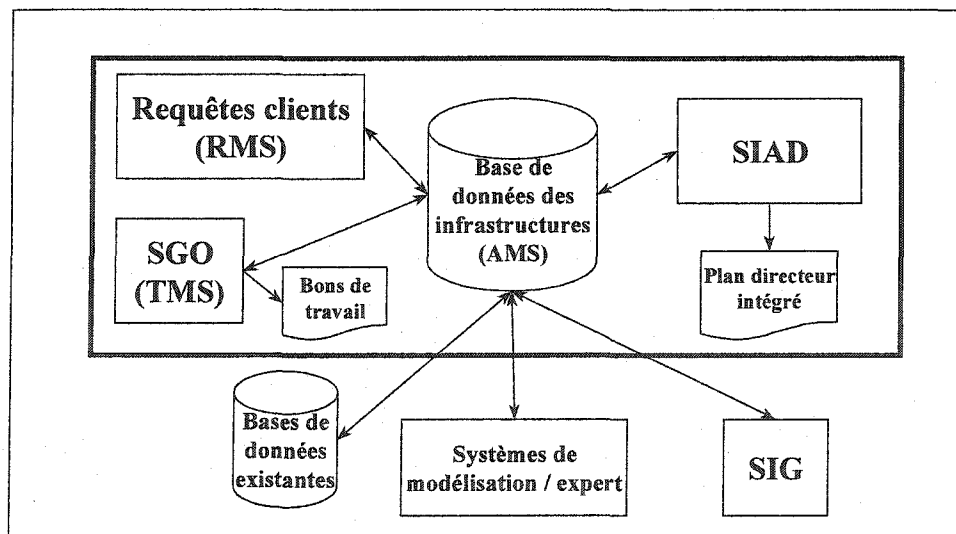 Requêtes clients
(RMS)
SGO
(TMS)
Bons de
travail
Base de
données des
infrastructures
(AMS)
SIAD
Plan directeur
intégré
Bases de
données
existantes
Systèmes de
modélisation / expert
SIG